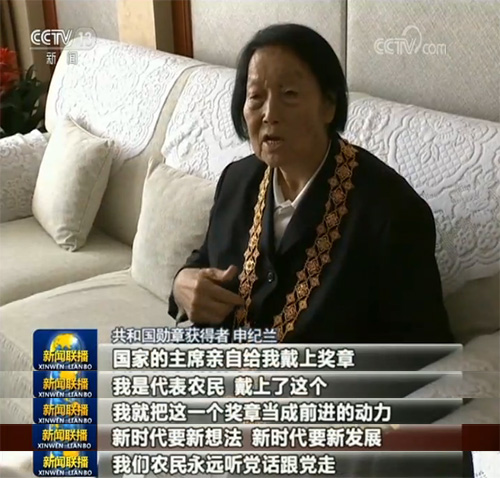 CCTV 13
新闻
CCTV.com
共和国勋章获得者 申纪兰
新闻联播
XINWEN LIANBO
国家的主席亲自给我戴上奖章
新闻联播
XINWEN LIANBO
我是代表农民 戴上了这个
新闻联播
XINWEN LIANBO
我就把这一个奖章当成前进的动力
新闻联播
XINWEN LIANBO
新时代要新想法 新时代要新发展
新闻联播
XINWEN LIANBO
我们农民永远听党话跟党走